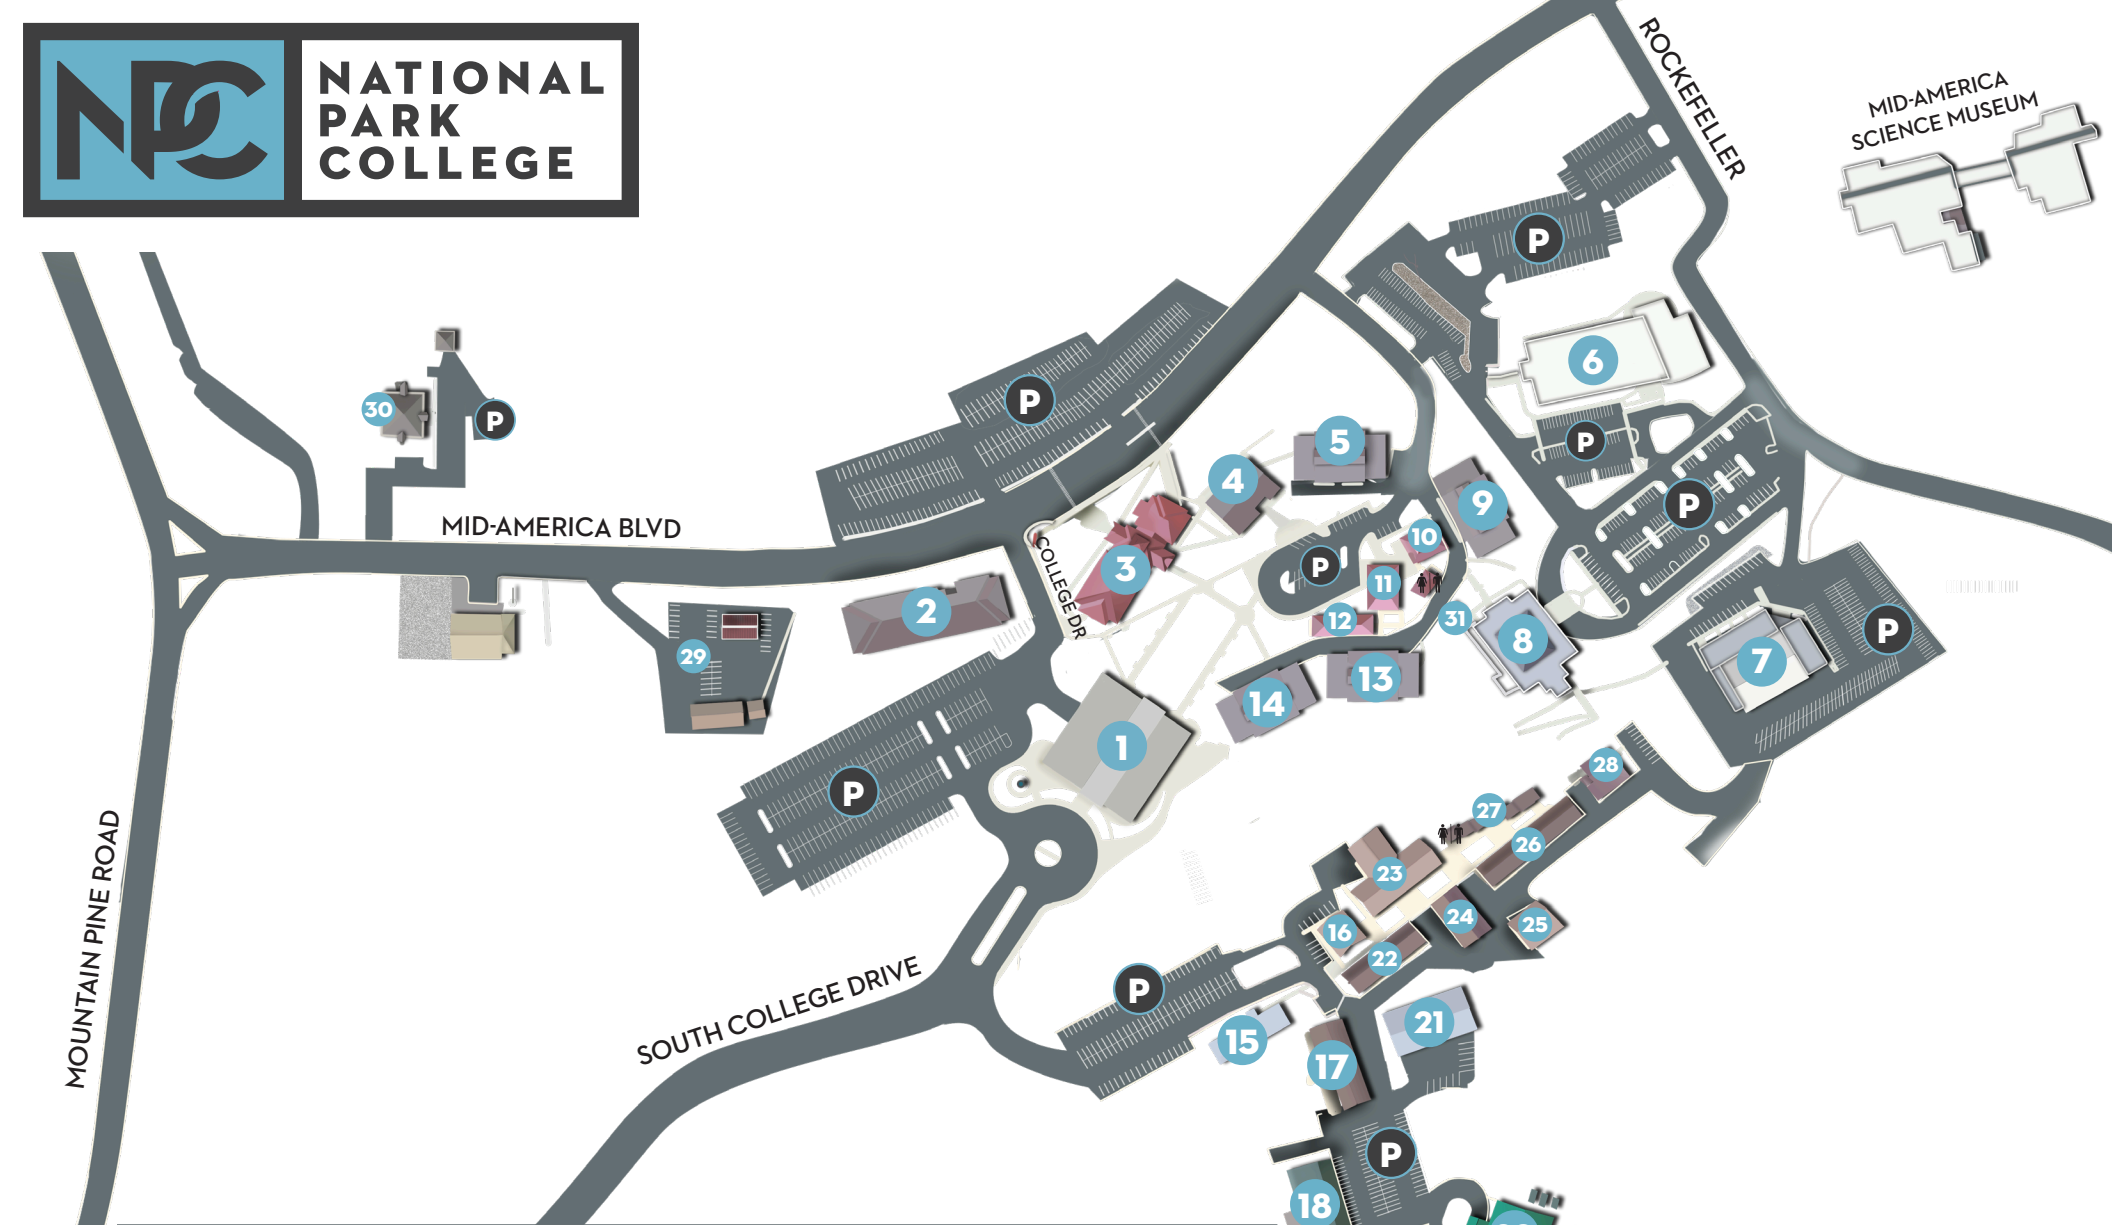 NPC
NATIONAL
PARK
COLLEGE
ROCKEFELLER
MID-AMERICA
SCIENCE MUSEUM
P
6
P
30
P
P
5
4
P
9
P
MID-AMERICA BLVD
10
COLLEGE DR
3
P
11
2
12
31
8
P
29
7
13
14
1
28
P
27
26
MOUNTAIN PINE ROAD
23
24
25
16
22
SOUTH COLLEGE DRIVE
P
21
15
17
P
18